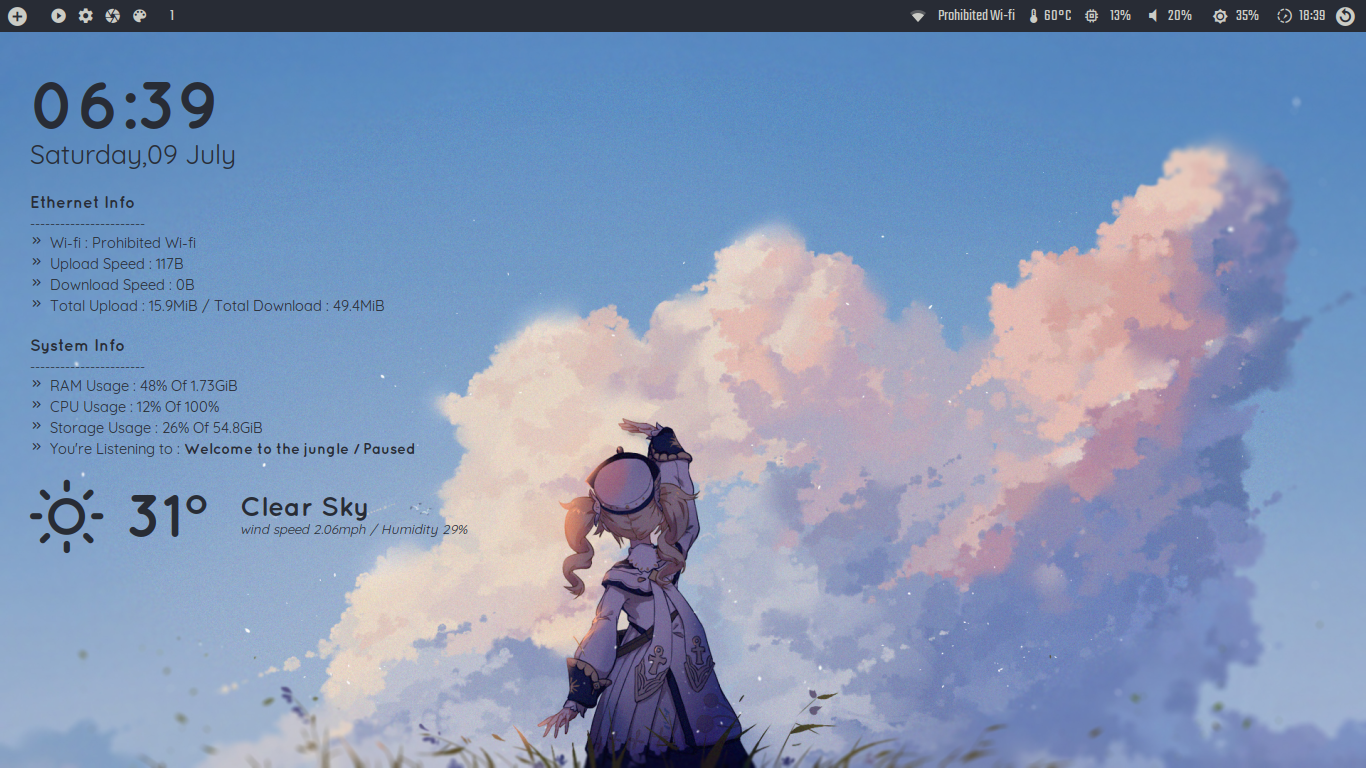 1 Prohibited Wi-fi 60°C 13% 20% 35% 18:39
06:39
Saturday,09 July
Ethernet Info
-----------------------
» Wi-fi : Prohibited Wi-fi
» Upload Speed : 117B
» Download Speed : 0B
» Total Upload : 15.9MiB / Total Download : 49.4MiB
System Info
-----------------------
» RAM Usage : 48% Of 1.73GiB
» CPU Usage : 12% Of 100%
» Storage Usage : 26% Of 54.8GiB
» You're Listening to : Welcome to the jungle / Paused
31° Clear Sky
wind speed 2.06mph / Humidity 29%